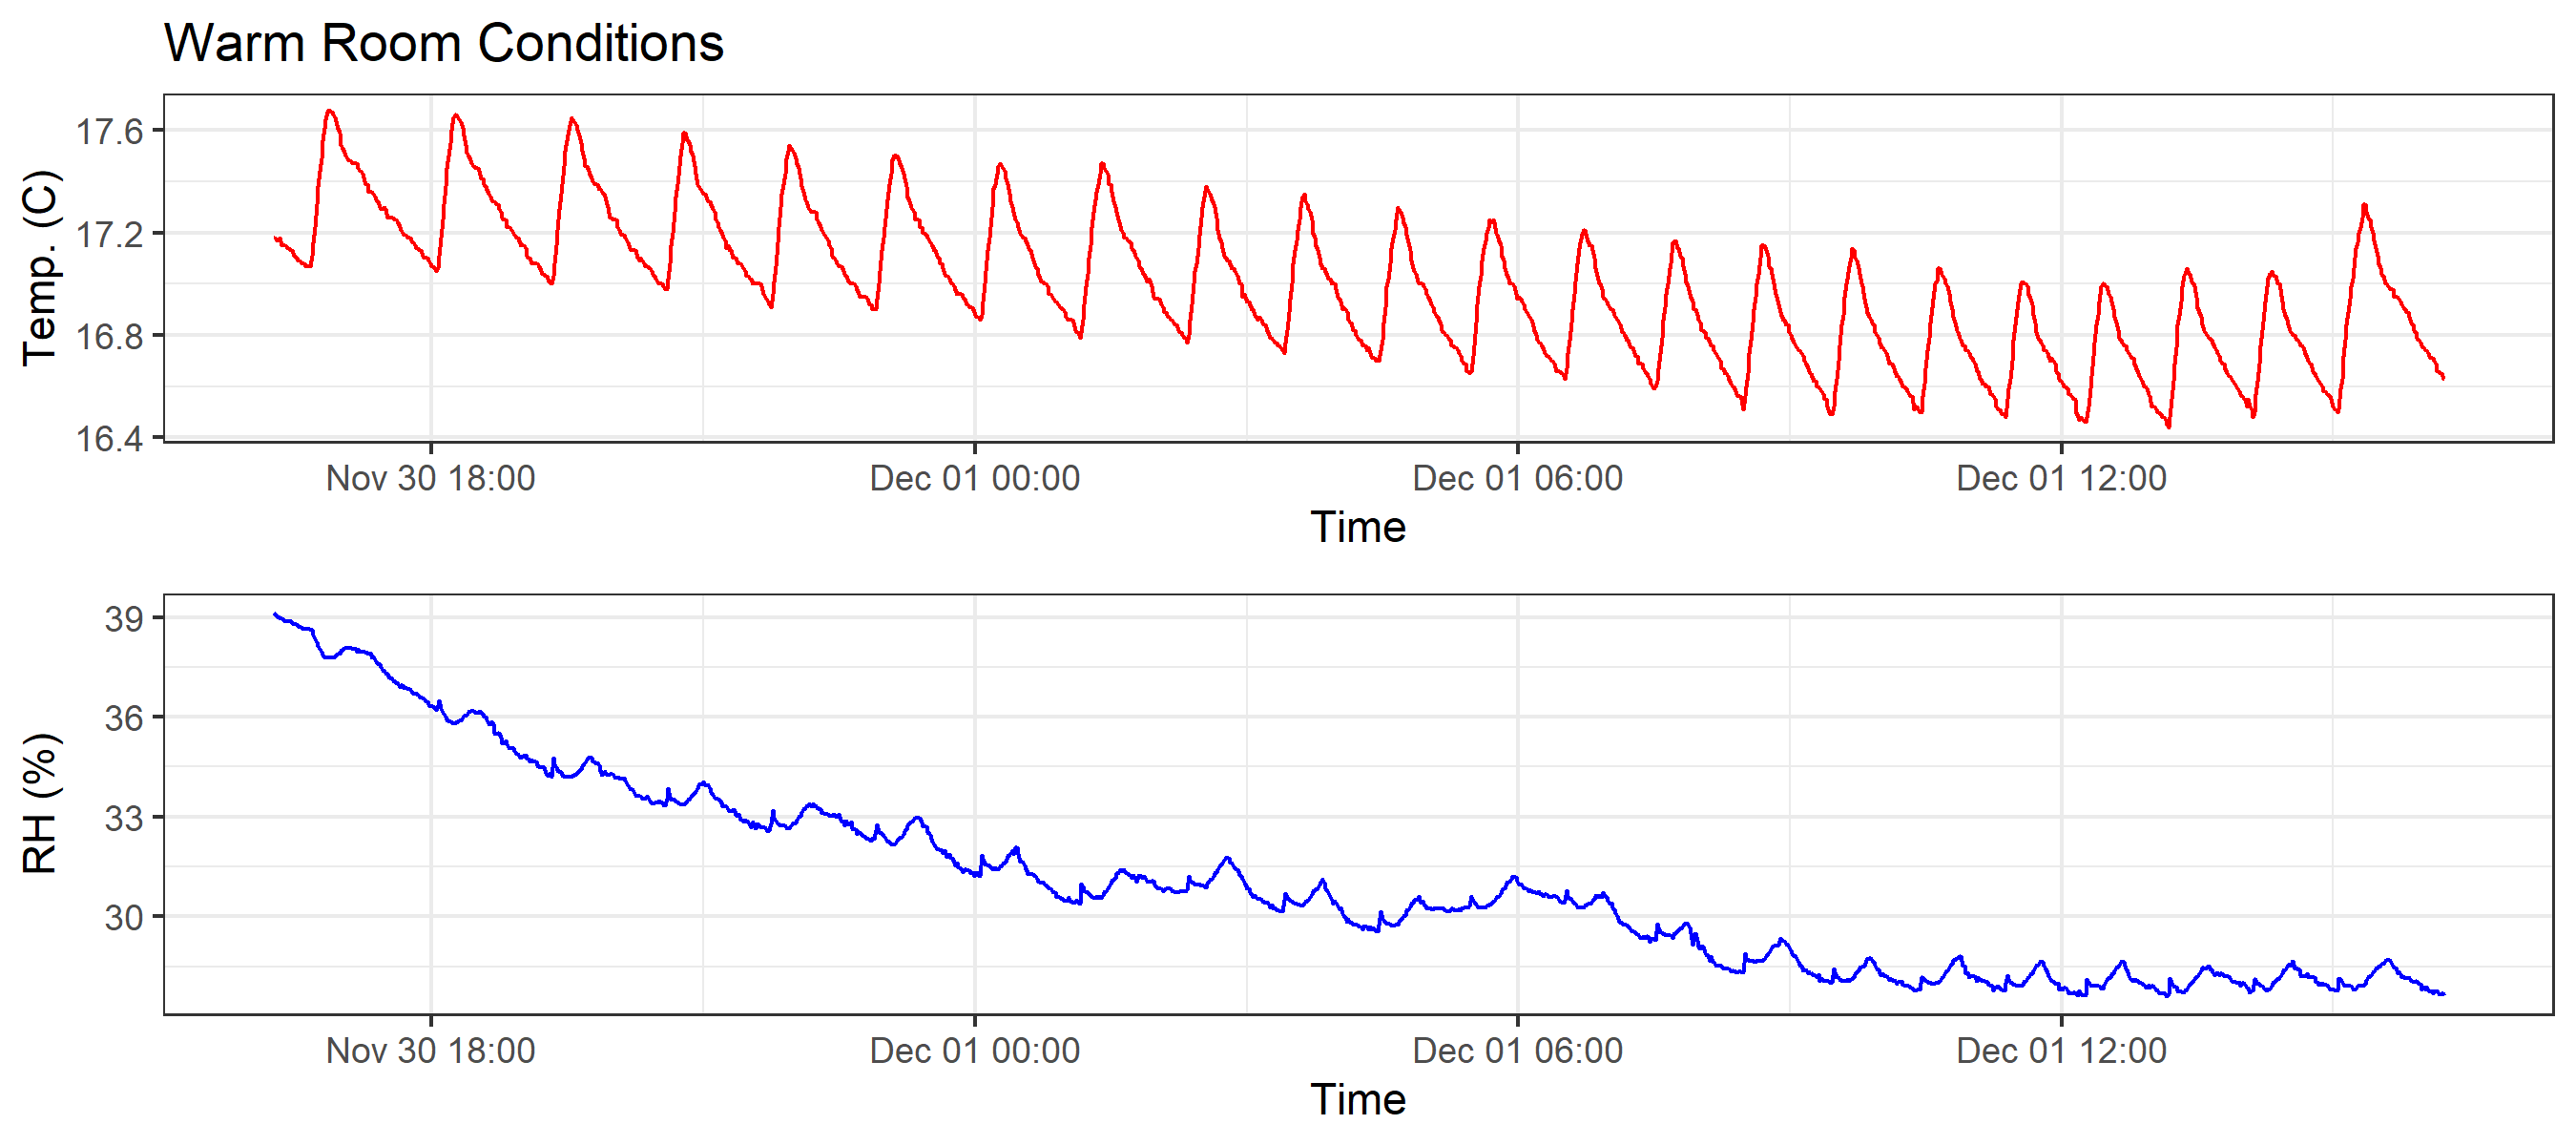 Warm Room Conditions
Temp. (C)
17.6
17.2
16.8
16.4
Nov 30 18:00 Dec 01 00:00 Dec 01 06:00 Dec 01 12:00
Time
RH (%)
39
36
33
30
Nov 30 18:00 Dec 01 00:00 Dec 01 06:00 Dec 01 12:00
Time